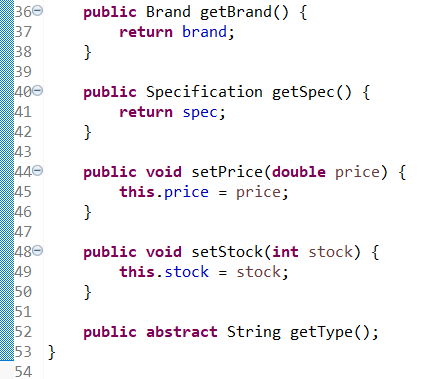 36 public Brand getBrand() {
37 return brand;
38 }
39
40 public Specification getSpec() {
41 return spec;
42 }
43
44 public void setPrice(double price) {
45 this.price = price;
46 }
47
48 public void setStock(int stock) {
49 this.stock = stock;
50 }
51
52 public abstract String getType();
53 }
54